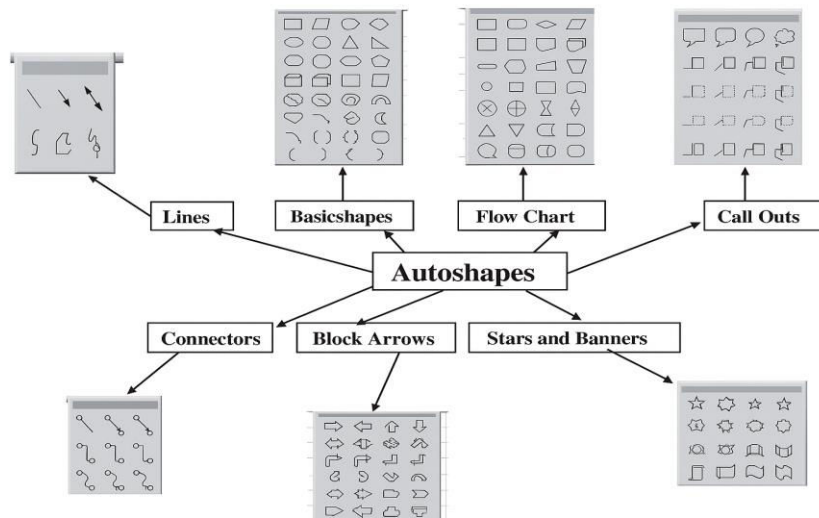 Lines
Basicshapes
Flow Chart
Call Outs
Autoshapes
Connectors
Block Arrows
Stars and Banners